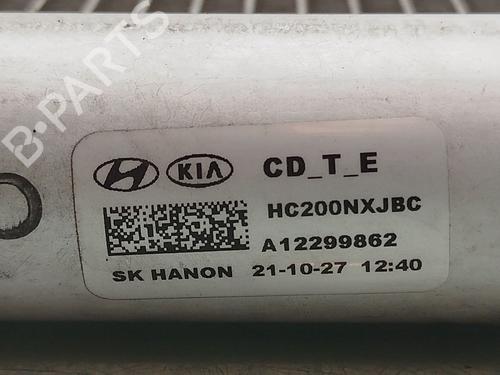 B-PARTS
KIA CD_T_E
HC200NXJBC
A12299862
SK HANON 21-10-27 12:40